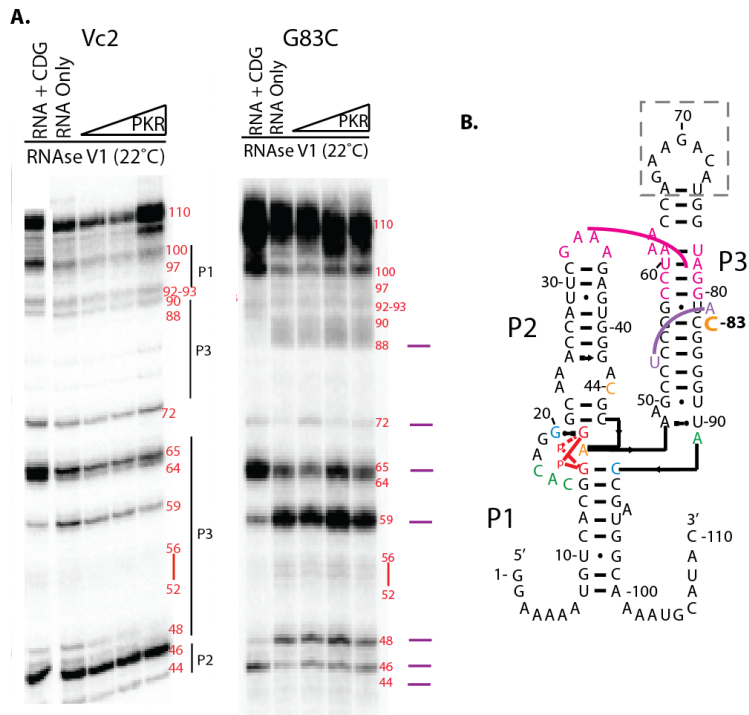 A.
Vc2
G83C
RNA + CDG
RNA Only
PKR
RNAse V1 (22˚C)
110
100
97
92-93
90
88
72
65
64
59
56
52
48
46
44
P1
P3
P3
P2
RNA + CDG
RNA Only
PKR
RNAse V1 (22˚C)
110
100
97
92-93
90
88
72
65
64
59
56
52
48
46
44
B.
70
G
A A
A C
G A
A U
C G
C G
A
A A
G A
A A U
60
U A
C G
C G
-80
P3
A
C -83
30-
P2
-40
44-
C
U
50-
-90
20
G
G
A
P
P
G
C
A
C A C
P1
10-
-100
5′
1-
G
G
A A A A A
3′
C -110
A
U
A
C
A A A U G